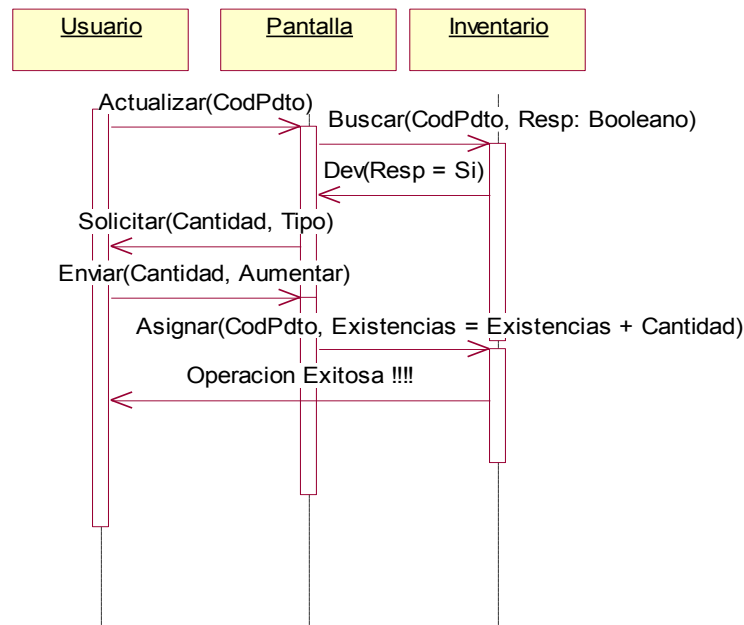 Usuario
Pantalla
Inventario
Actualizar(CodPdto)
Buscar(CodPdto, Resp: Booleano)
Dev(Resp = Si)
Solicitar(Cantidad, Tipo)
Enviar(Cantidad, Aumentar)
Asignar(CodPdto, Existencias = Existencias + Cantidad)
Operacion Exitosa !!!!